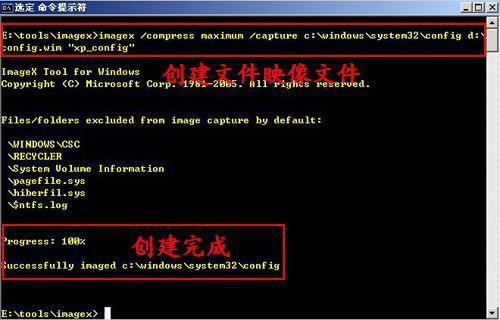 选定 命令提示符
E:\tools\imagex>imagex /compress maximum /capture c:\windows\system32\config d:\
config.wim "xp_config"
ImageX Tool for Windows
创建文件映像文件
Copyright (C) Microsoft Corp. 1981-2005. All rights reserved.
Files/folders excluded from image capture by default:
\WINDOWS\CSC
\RECYCLER
\System Volume Information
\pagefile.sys
\hiberfil.sys
\$ntfs.log
Progress: 100%
创建完成
Successfully imaged c:\windows\system32\config
E:\tools\imagex>